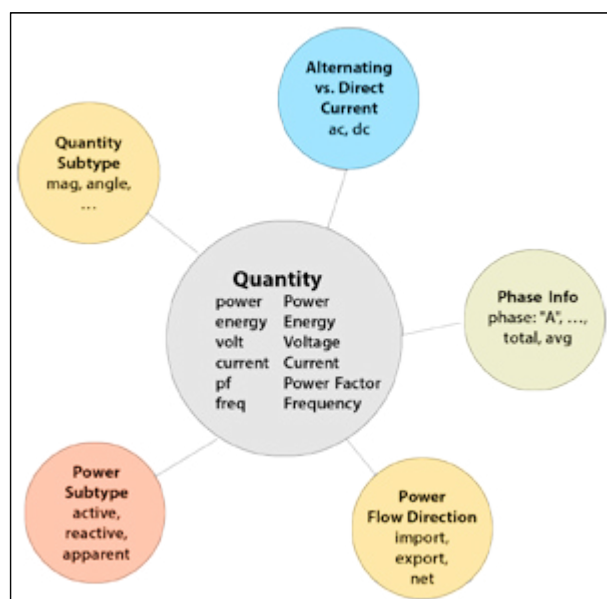 Alternating
vs. Direct
Current
ac, dc
Quantity
Subtype
mag, angle,
...
Quantity
power Power
energy Energy
volt Voltage
current Current
pf Power Factor
freq Frequency
Phase Info
phase: "A", ...,
total, avg
Power
Subtype
active,
reactive,
apparent
Power
Flow Direction
import,
export,
net